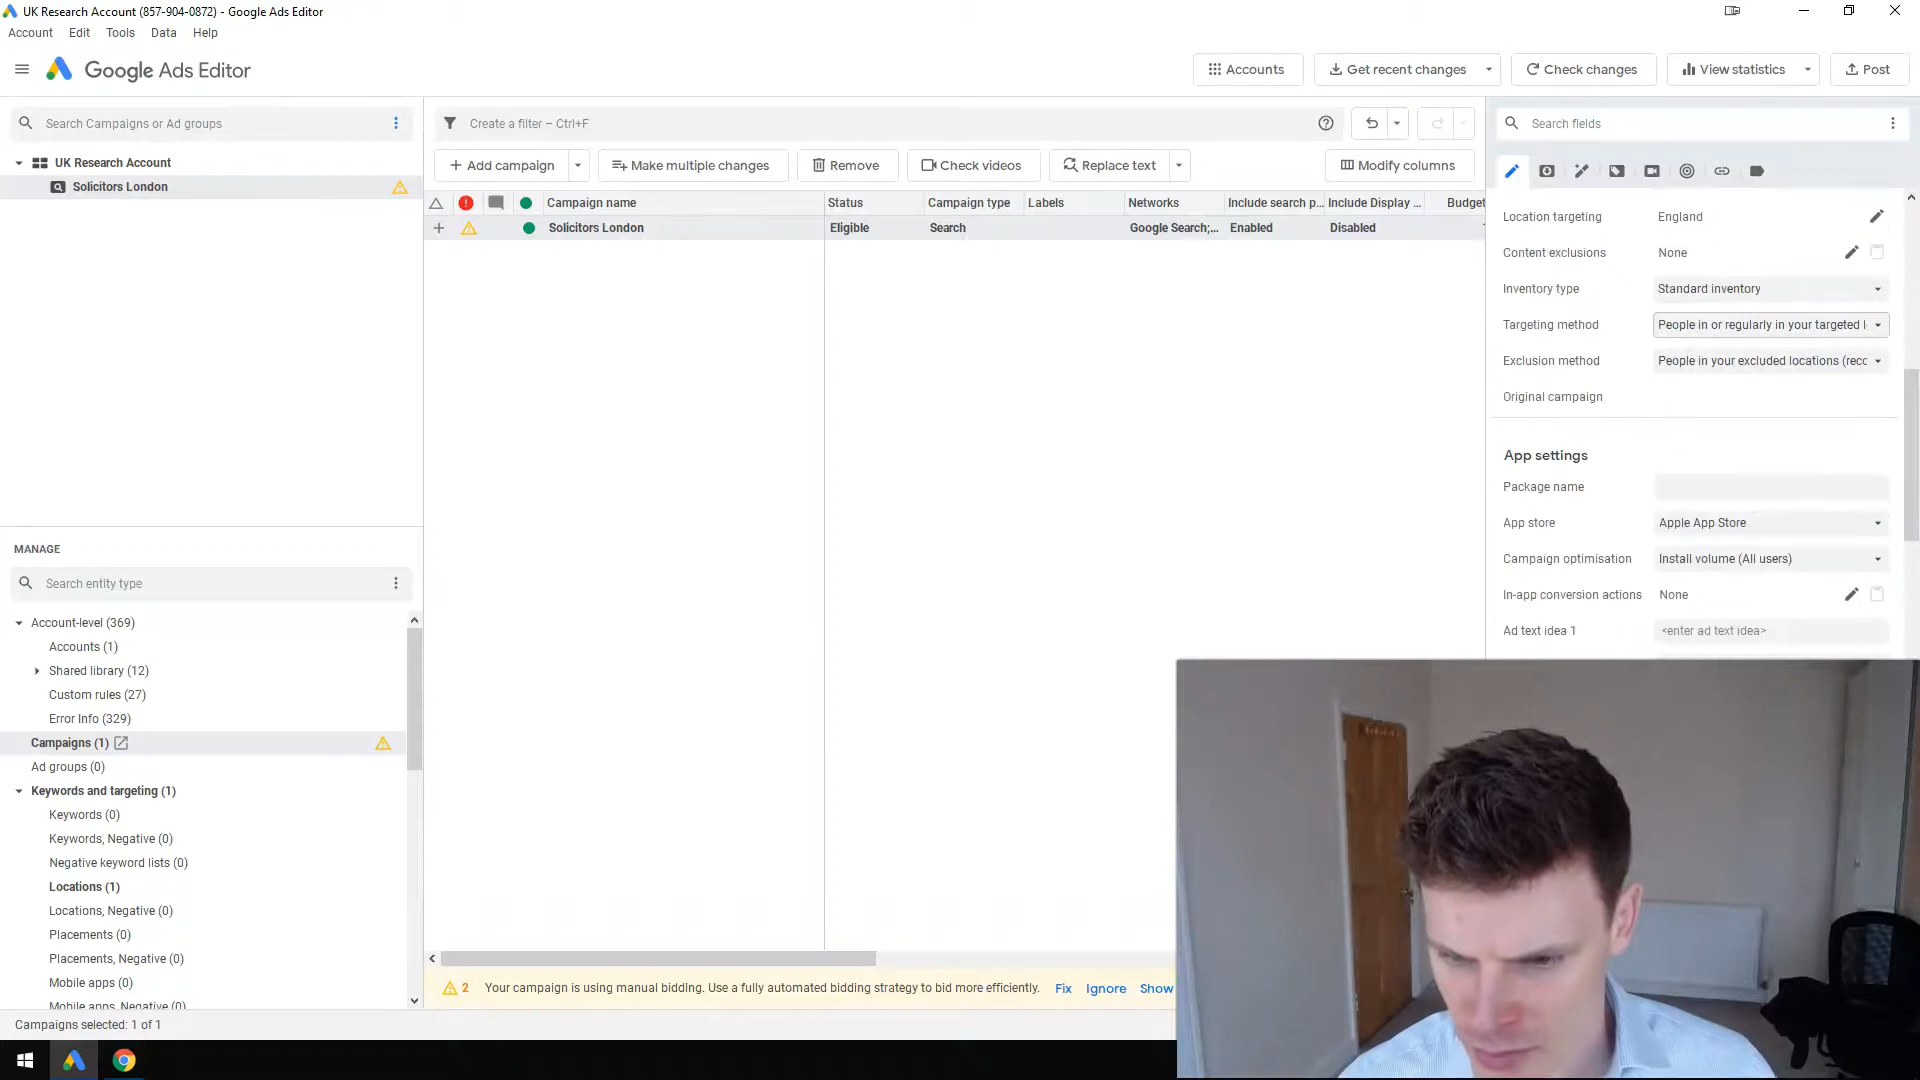 UK Research Account (857-904-0872) - Google Ads Editor
Account Edit Tools Data Help
Google Ads Editor
Accounts
Get recent changes
Check changes
View statistics
Post
Search Campaigns or Ad groups
UK Research Account
Solicitors London
Create a filter – Ctrl+F
Add campaign
Make multiple changes
Remove
Check videos
Replace text
Modify columns
Campaign name Status Campaign type Labels Networks Include search p... Include Display ... Budget
Solicitors London Eligible Search Google Search;... Enabled Disabled
Search fields
Location targeting England
Content exclusions None
Inventory type Standard inventory
Targeting method People in or regularly in your targeted l
Exclusion method People in your excluded locations (reco
Original campaign
App settings
Package name
App store Apple App Store
Campaign optimisation Install volume (All users)
In-app conversion actions None
Ad text idea 1 <enter ad text idea>
MANAGE
Search entity type
Account-level (369)
Accounts (1)
Shared library (12)
Custom rules (27)
Error Info (329)
Campaigns (1)
Ad groups (0)
Keywords and targeting (1)
Keywords (0)
Keywords, Negative (0)
Negative keyword lists (0)
Locations (1)
Locations, Negative (0)
Placements (0)
Placements, Negative (0)
Mobile apps (0)
Mobile apps, Negative (0)
2 Your campaign is using manual bidding. Use a fully automated bidding strategy to bid more efficiently. Fix Ignore Show
Campaigns selected: 1 of 1